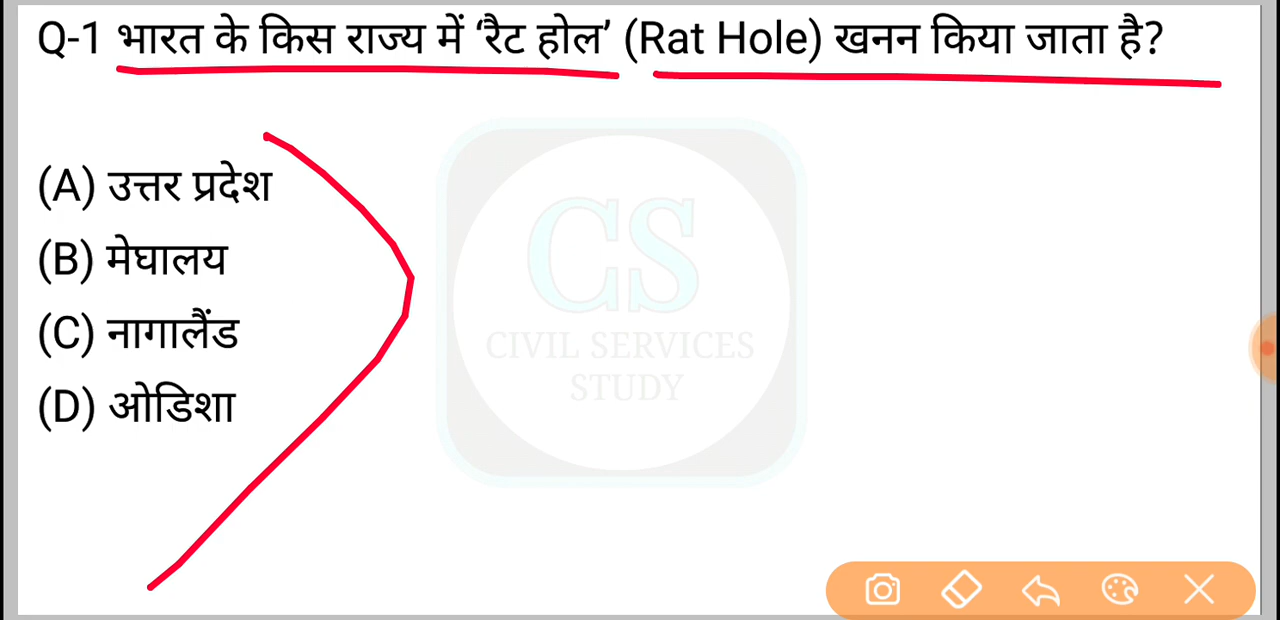 Q-1 भारत के किस राज्य में ‘रैट होल’ (Rat Hole) खनन किया जाता है?
(A) उत्तर प्रदेश
(B) मेघालय
(C) नागालैंड
(D) ओडिशा
CS
CIVIL SERVICES
STUDY